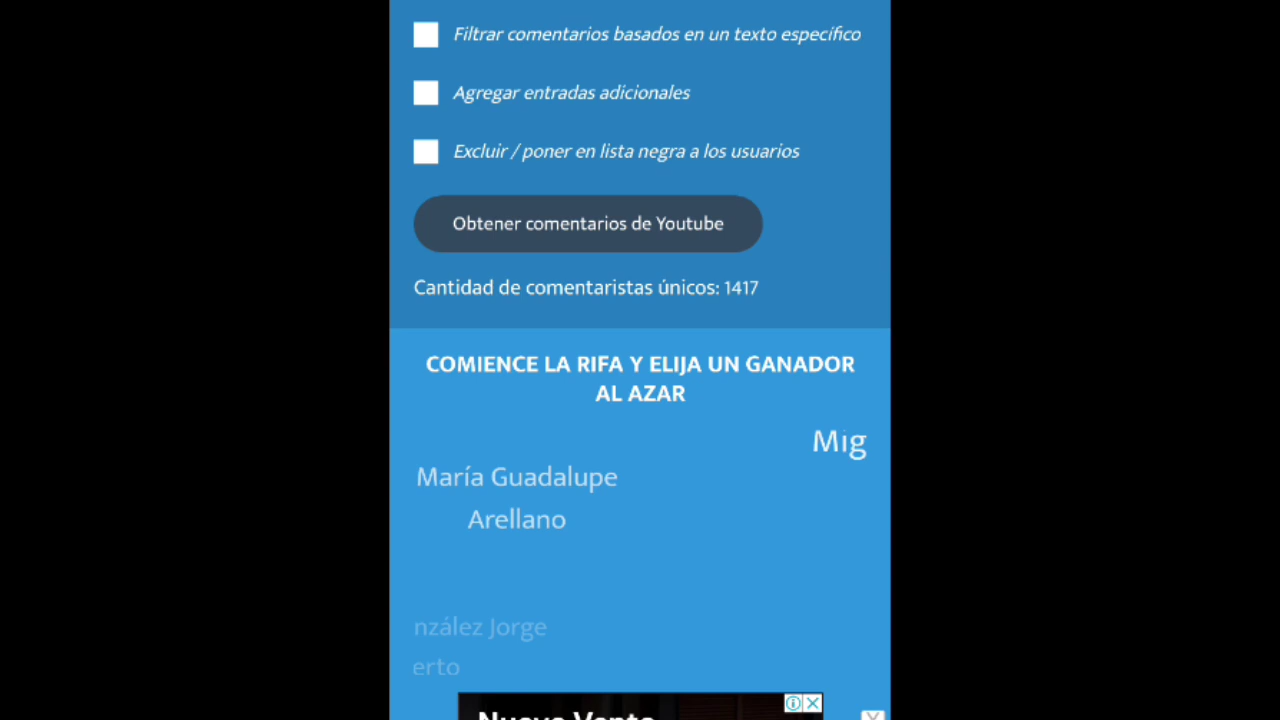 Filtrar comentarios basados en un texto específico
Agregar entradas adicionales
Excluir / poner en lista negra a los usuarios
Obtener comentarios de Youtube
Cantidad de comentaristas únicos: 1417
COMIENCE LA RIFA Y ELIJA UN GANADOR
AL AZAR
Mig
María Guadalupe
Arellano
nzález Jorge
erto